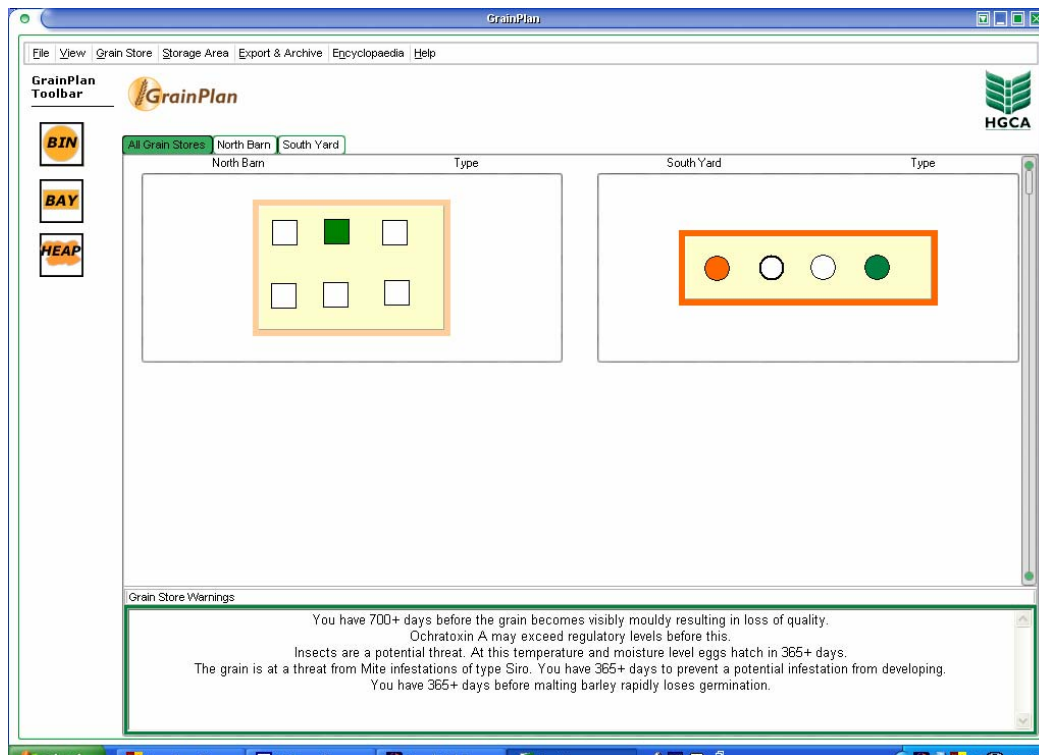 GrainPlan
File View Grain Store Storage Area Export & Archive Encyclopaedia Help
GrainPlan
Toolbar
GrainPlan
HGCA
BIN
BAY
HEAP
All Grain Stores North Barn South Yard
North Barn Type South Yard Type
Grain Store Warnings
You have 700+ days before the grain becomes visibly mouldy resulting in loss of quality.
Ochratoxin A may exceed regulatory levels before this.
Insects are a potential threat. At this temperature and moisture level eggs hatch in 365+ days.
The grain is at a threat from Mite infestations of type Siro. You have 365+ days to prevent a potential infestation from developing.
You have 365+ days before malting barley rapidly loses germination.